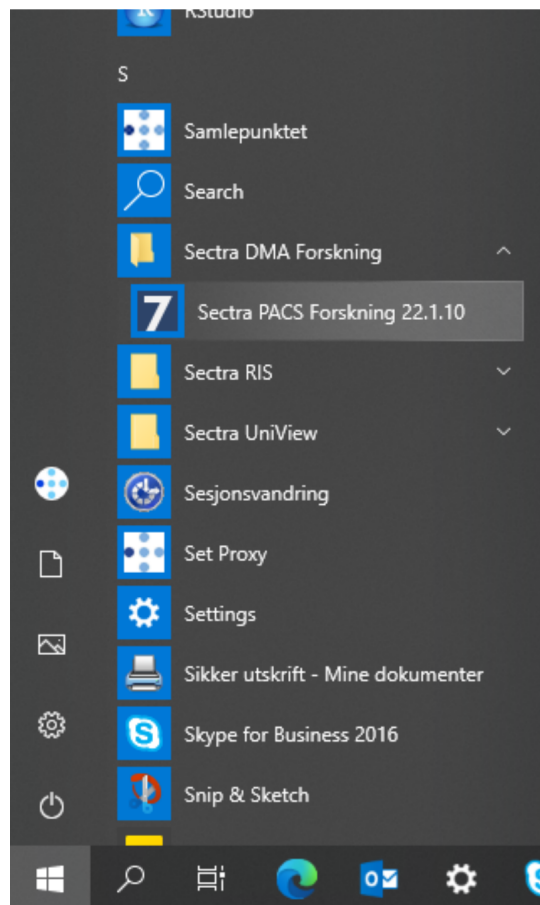 RStudio
S
Samlepunktet
Search
Sectra DMA Forskning
7
Sectra PACS Forskning 22.1.10
Sectra RIS
Sectra UniView
Sesjonsvandring
Set Proxy
Settings
Sikker utskrift - Mine dokumenter
Skype for Business 2016
Snip & Sketch